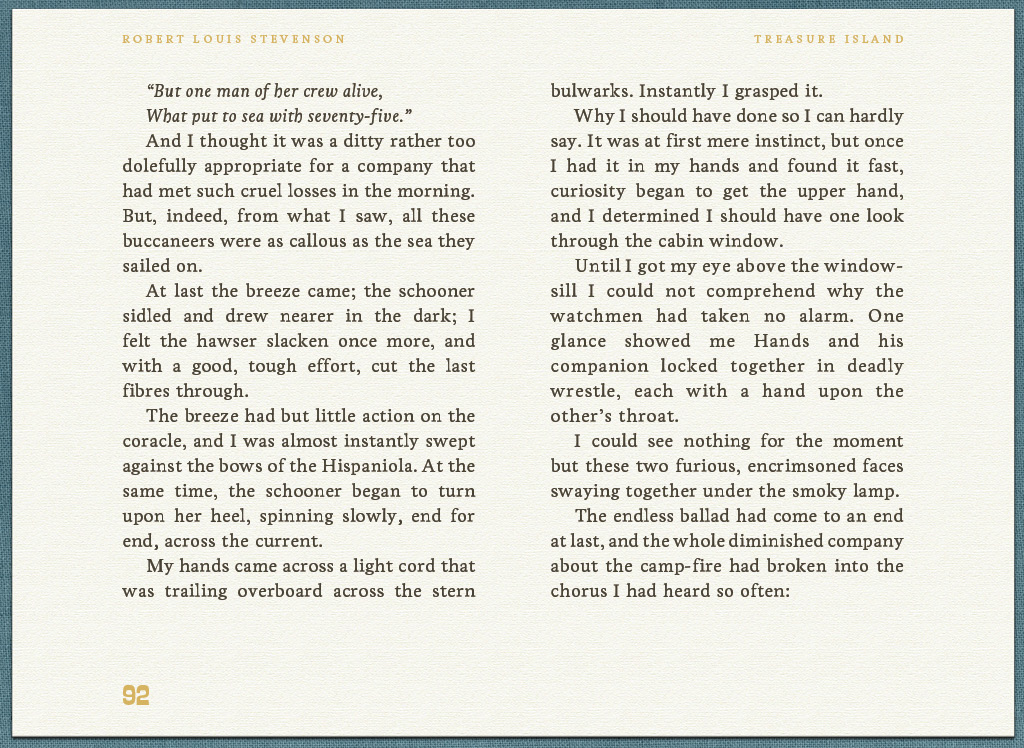 ROBERT LOUIS STEVENSON
TREASURE ISLAND
“But one man of her crew alive,
What put to sea with seventy-five.”
And I thought it was a ditty rather too
dolefully appropriate for a company that
had met such cruel losses in the morning.
But, indeed, from what I saw, all these
buccaneers were as callous as the sea they
sailed on.
At last the breeze came; the schooner
sidled and drew nearer in the dark; I
felt the hawser slacken once more, and
with a good, tough effort, cut the last
fibres through.
The breeze had but little action on the
coracle, and I was almost instantly swept
against the bows of the Hispaniola. At the
same time, the schooner began to turn
upon her heel, spinning slowly, end for
end, across the current.
My hands came across a light cord that
was trailing overboard across the stern
bulwarks. Instantly I grasped it.
Why I should have done so I can hardly
say. It was at first mere instinct, but once
I had it in my hands and found it fast,
curiosity began to get the upper hand,
and I determined I should have one look
through the cabin window.
Until I got my eye above the window-
sill I could not comprehend why the
watchmen had taken no alarm. One
glance showed me Hands and his
companion locked together in deadly
wrestle, each with a hand upon the
other’s throat.
I could see nothing for the moment
but these two furious, encrimsoned faces
swaying together under the smoky lamp.
The endless ballad had come to an end
at last, and the whole diminished company
about the camp-fire had broken into the
chorus I had heard so often:
92